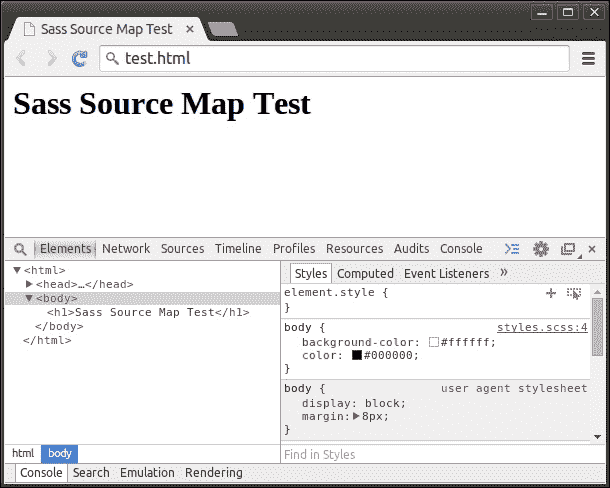 Sass Source Map Test
test.html
Sass Source Map Test
Elements Network Sources Timeline Profiles Resources Audits Console
<html>
<head>…</head>
<body>
<h1>Sass Source Map Test</h1>
</body>
</html>
html body
Styles Computed Event Listeners »
element.style {
}
body { styles.scss:4
background-color: #ffffff;
color: #000000;
}
body { user agent stylesheet
display: block;
margin: 8px;
}
Find in Styles
Console Search Emulation Rendering